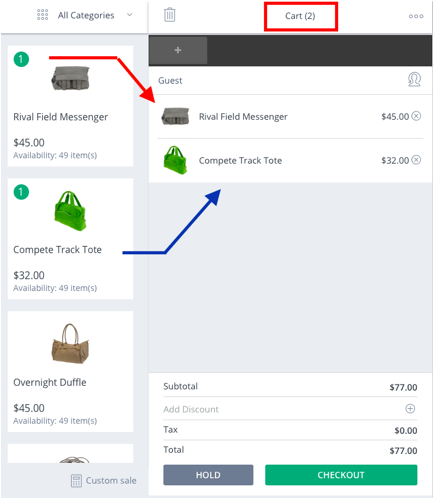 All Categories
Cart (2)
+
Guest
1
Rival Field Messenger
$45.00
Availability: 49 item(s)
1
Compete Track Tote
$32.00
Availability: 49 item(s)
Overnight Duffle
$45.00
Availability: 49 item(s)
Custom sale
Rival Field Messenger $45.00
Compete Track Tote $32.00
Subtotal $77.00
Add Discount
Tax $0.00
Total $77.00
HOLD CHECKOUT